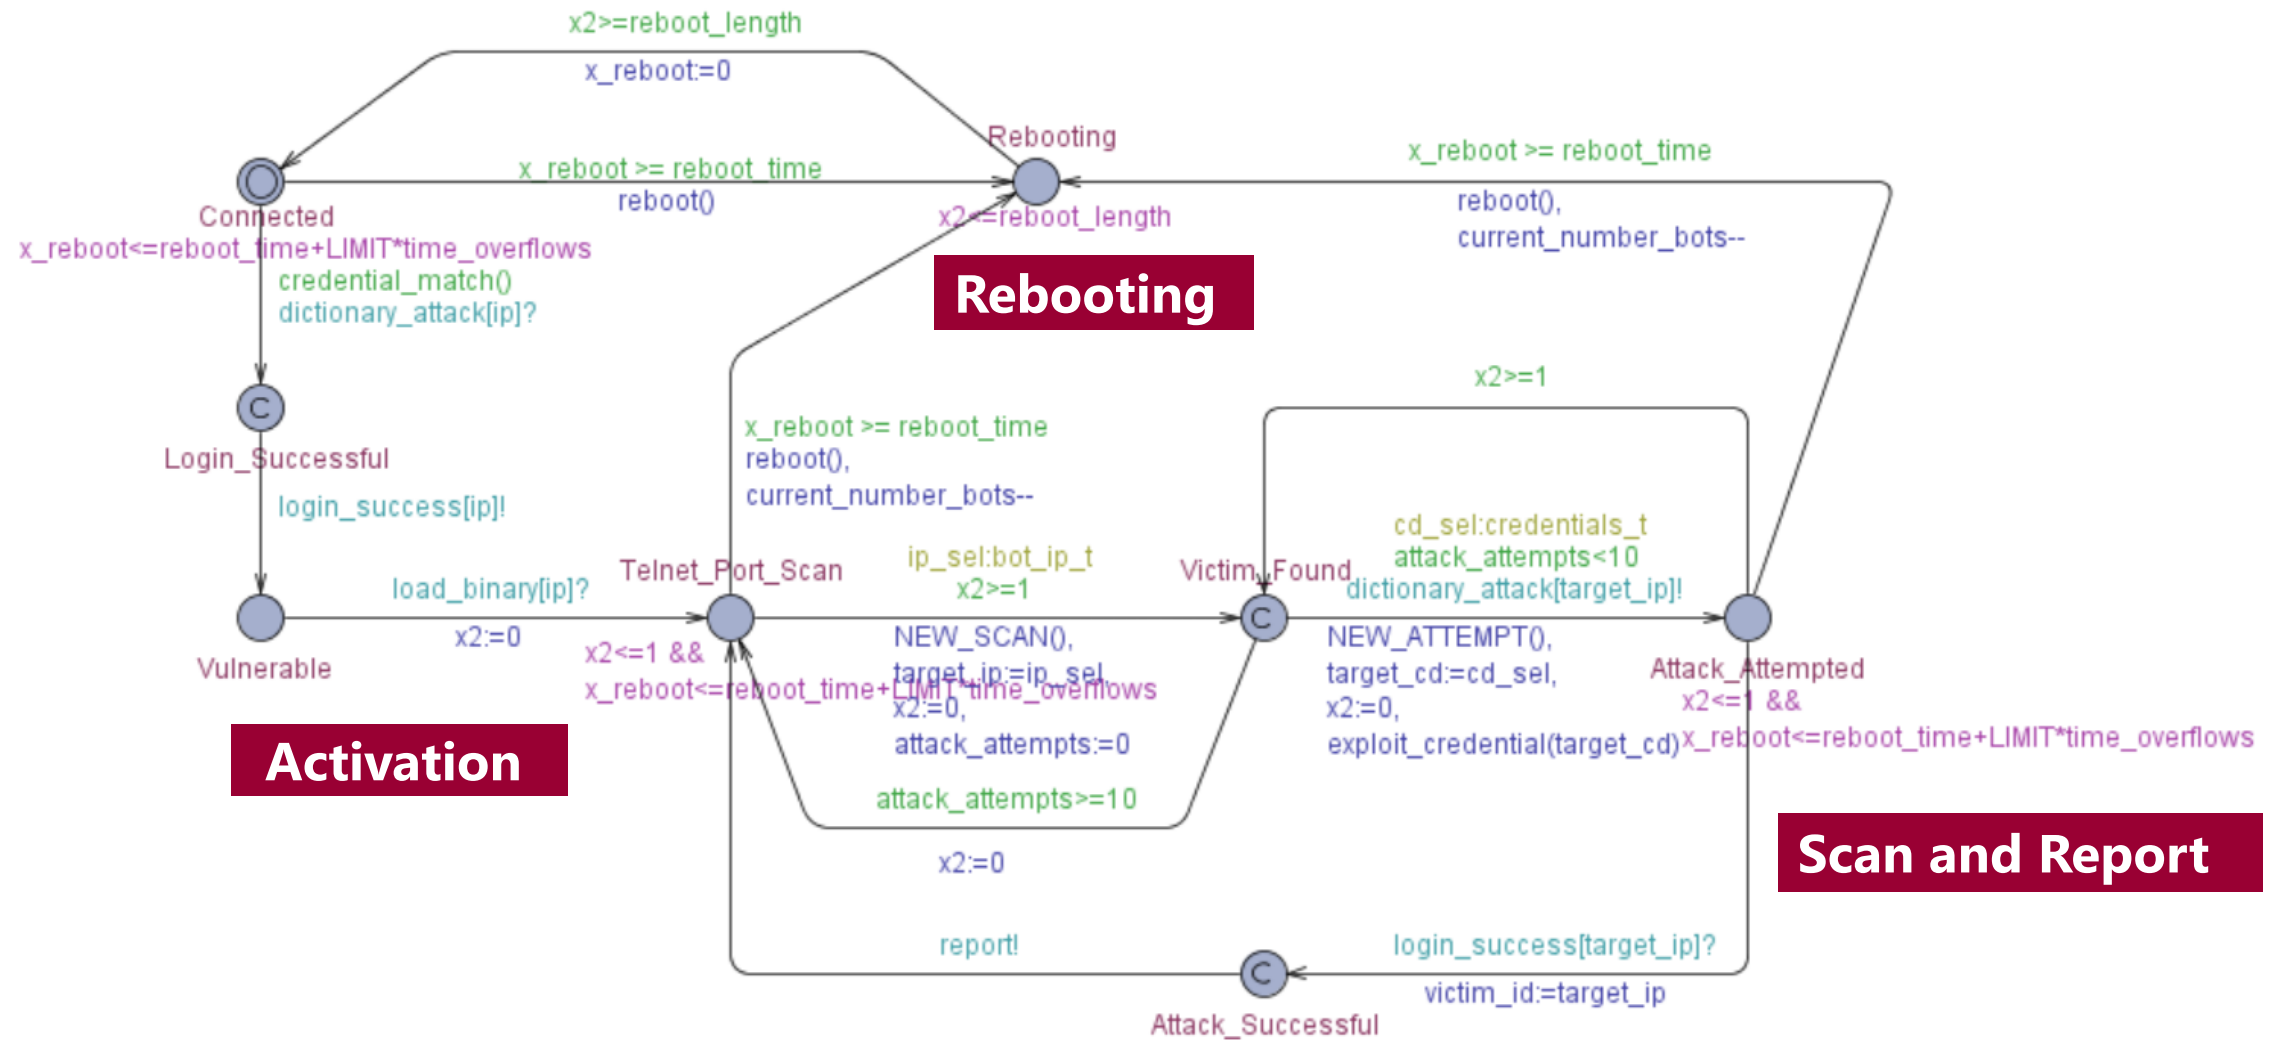 x2>=reboot_length
x_reboot:=0
Rebooting
x_reboot >= reboot_time
x_reboot >= reboot_time
reboot()
reboot(),
current_number_bots--
Connected
x2<=reboot_length
x_reboot<=reboot_time+LIMIT*time_overflows
credential_match()
dictionary_attack[ip]?
Rebooting
x2>=1
C
Login_Successful
x_reboot >= reboot_time
reboot(),
current_number_bots--
login_success[ip]!
cd_sel:credentials_t
attack_attempts<10
dictionary_attack[target_ip]!
ip_sel:bot_ip_t
x2>=1
Telnet_Port_Scan
Victim_Found
load_binary[ip]?
x2:=0
C
Vulnerable
x2<=1 &&
x_reboot<=reboot_time+LIMIT*time_overflows
NEW_SCAN(),
target_ip:=ip_sel,
x2:=0,
attack_attempts:=0
NEW_ATTEMPT(),
target_cd:=cd_sel,
x2:=0,
exploit_credential(target_cd)
Attack_Attempted
x2<=1 &&
x_reboot<=reboot_time+LIMIT*time_overflows
Activation
attack_attempts>=10
x2:=0
Scan and Report
report!
login_success[target_ip]?
C
victim_id:=target_ip
Attack_Successful